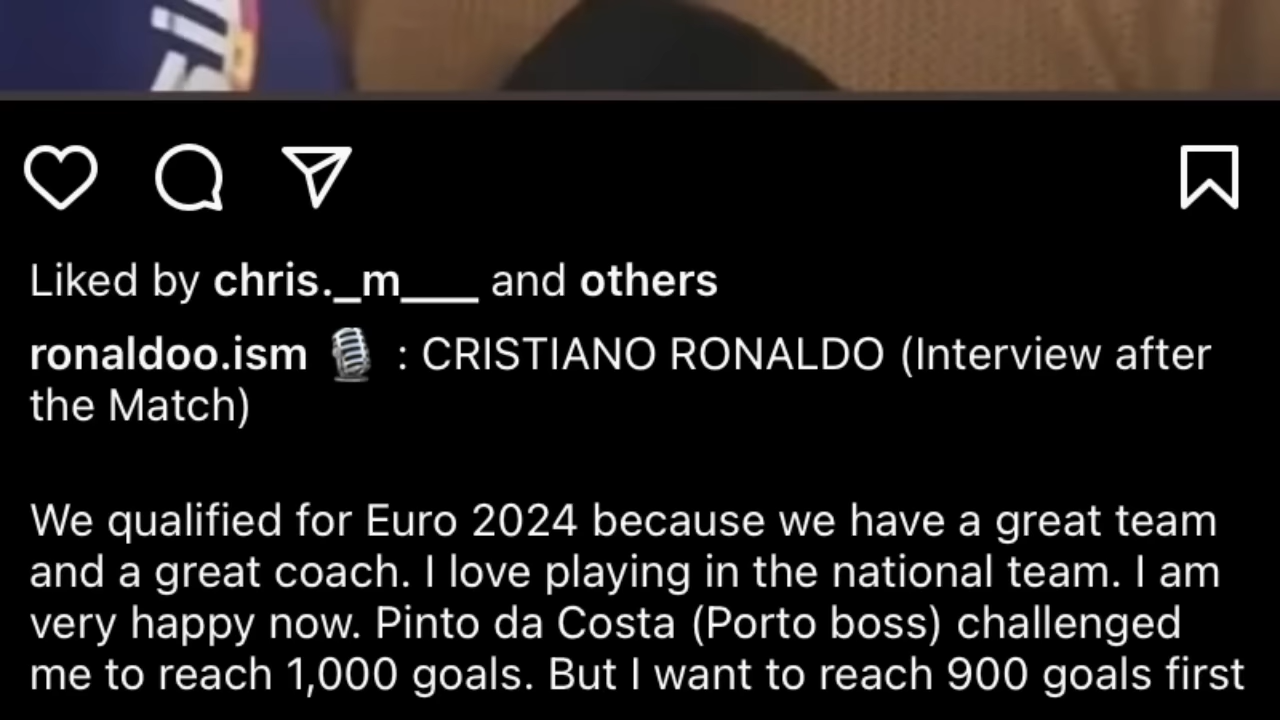 si
Liked by chris._m___ and others
ronaldoo.ism 🎙️ : CRISTIANO RONALDO (Interview after
the Match)
We qualified for Euro 2024 because we have a great team
and a great coach. I love playing in the national team. I am
very happy now. Pinto da Costa (Porto boss) challenged
me to reach 1,000 goals. But I want to reach 900 goals first